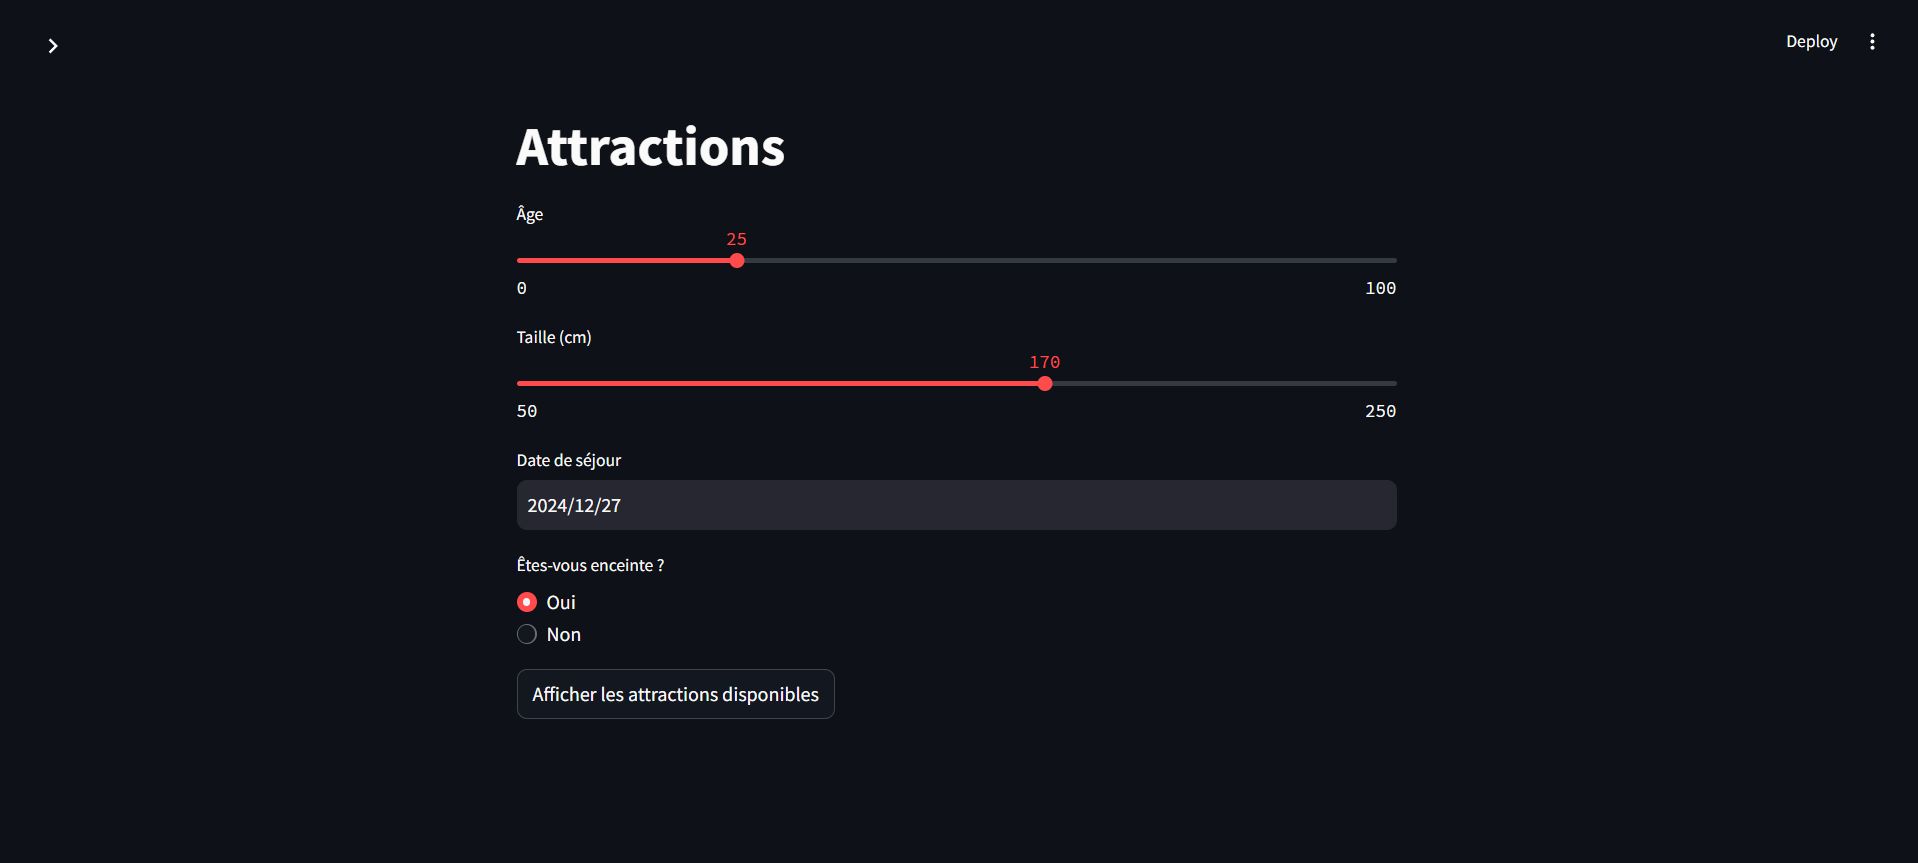 Deploy
Attractions
Âge
25
0 100
Taille (cm)
170
50 250
Date de séjour
2024/12/27
Êtes-vous enceinte ?
Oui
Non
Afficher les attractions disponibles